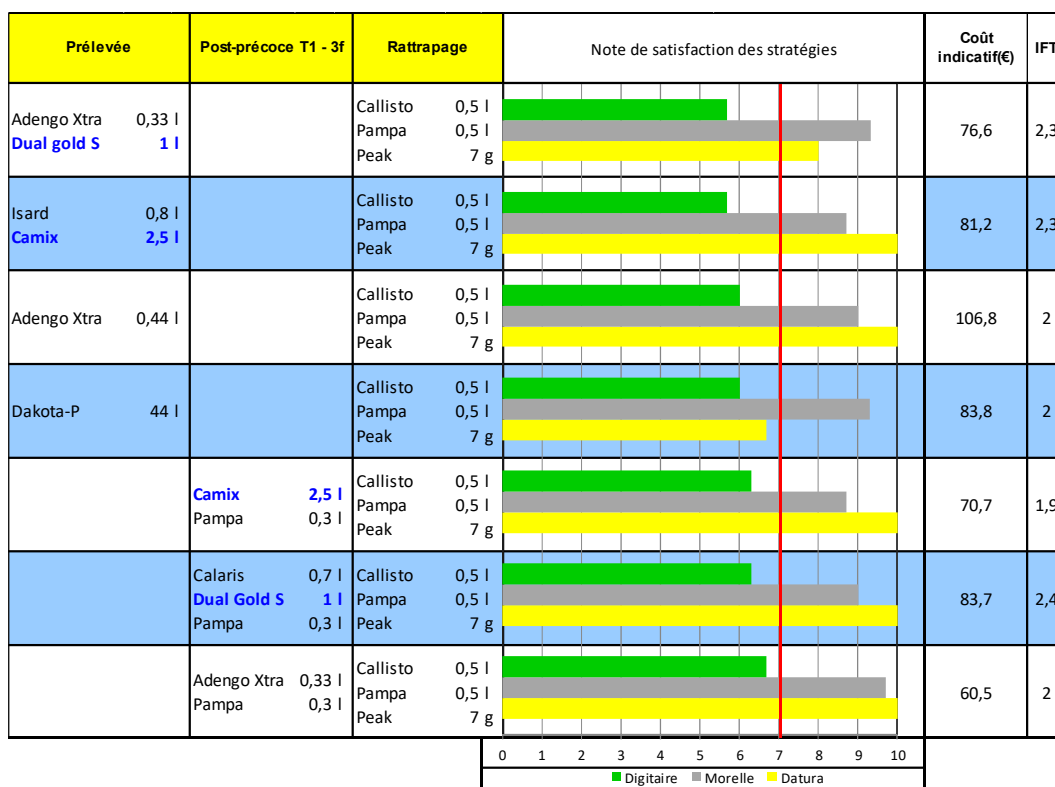 Prélevée Post-précoce T1 - 3f Rattrapage Note de satisfaction des stratégies Coût indicatif(€) IFT
Adengo Xtra 0,33 l
Dual gold S 1 l
Callisto 0,5 l
Pampa 0,5 l
Peak 7 g
76,6 2,3
Isard 0,8 l
Camix 2,5 l
Callisto 0,5 l
Pampa 0,5 l
Peak 7 g
81,2 2,3
Adengo Xtra 0,44 l
Callisto 0,5 l
Pampa 0,5 l
Peak 7 g
106,8 2
Dakota-P 44 l
Callisto 0,5 l
Pampa 0,5 l
Peak 7 g
83,8 2
Camix 2,5 l
Pampa 0,3 l
Callisto 0,5 l
Pampa 0,5 l
Peak 7 g
70,7 1,9
Calaris 0,7 l
Dual Gold S 1 l
Pampa 0,3 l
Callisto 0,5 l
Pampa 0,5 l
Peak 7 g
83,7 2,4
Adengo Xtra 0,33 l
Pampa 0,3 l
Callisto 0,5 l
Pampa 0,5 l
Peak 7 g
60,5 2
0 1 2 3 4 5 6 7 8 9 10
Digitaire Morelle Datura